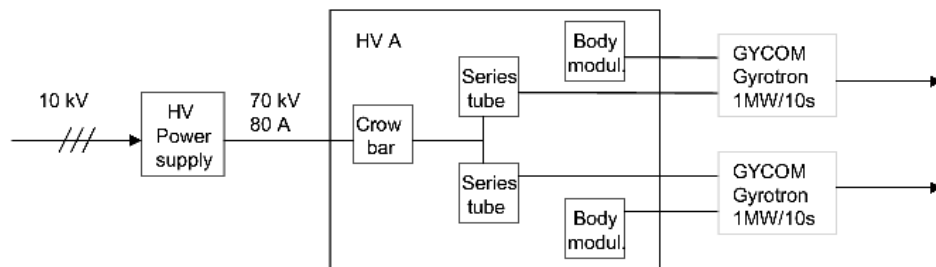 10 kV
HV
Power
supply
70 kV
80 A
HV A
Crow
bar
Series
tube
Series
tube
Body
modul.
Body
modul.
GYCOM
Gyrotron
1MW/10s
GYCOM
Gyrotron
1MW/10s